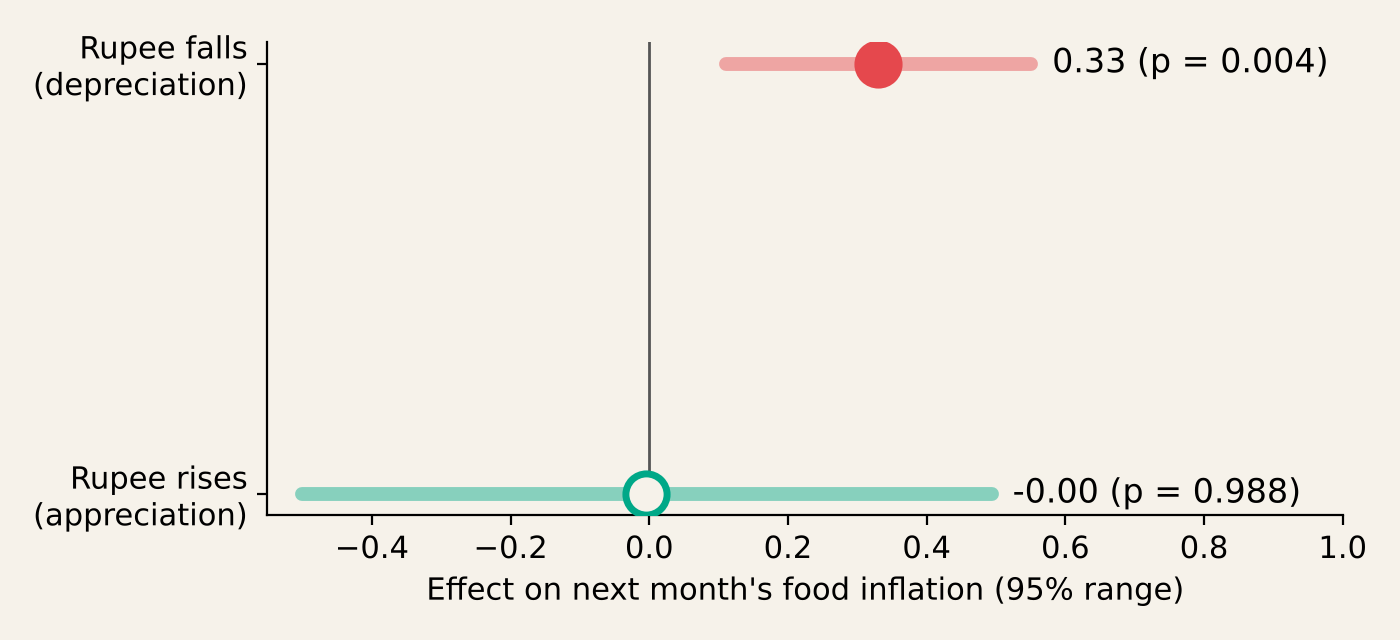 Rupee falls
(depreciation)
0.33 (p = 0.004)
Rupee rises
(appreciation)
-0.00 (p = 0.988)
−0.4 −0.2 0.0 0.2 0.4 0.6 0.8 1.0
Effect on next month's food inflation (95% range)